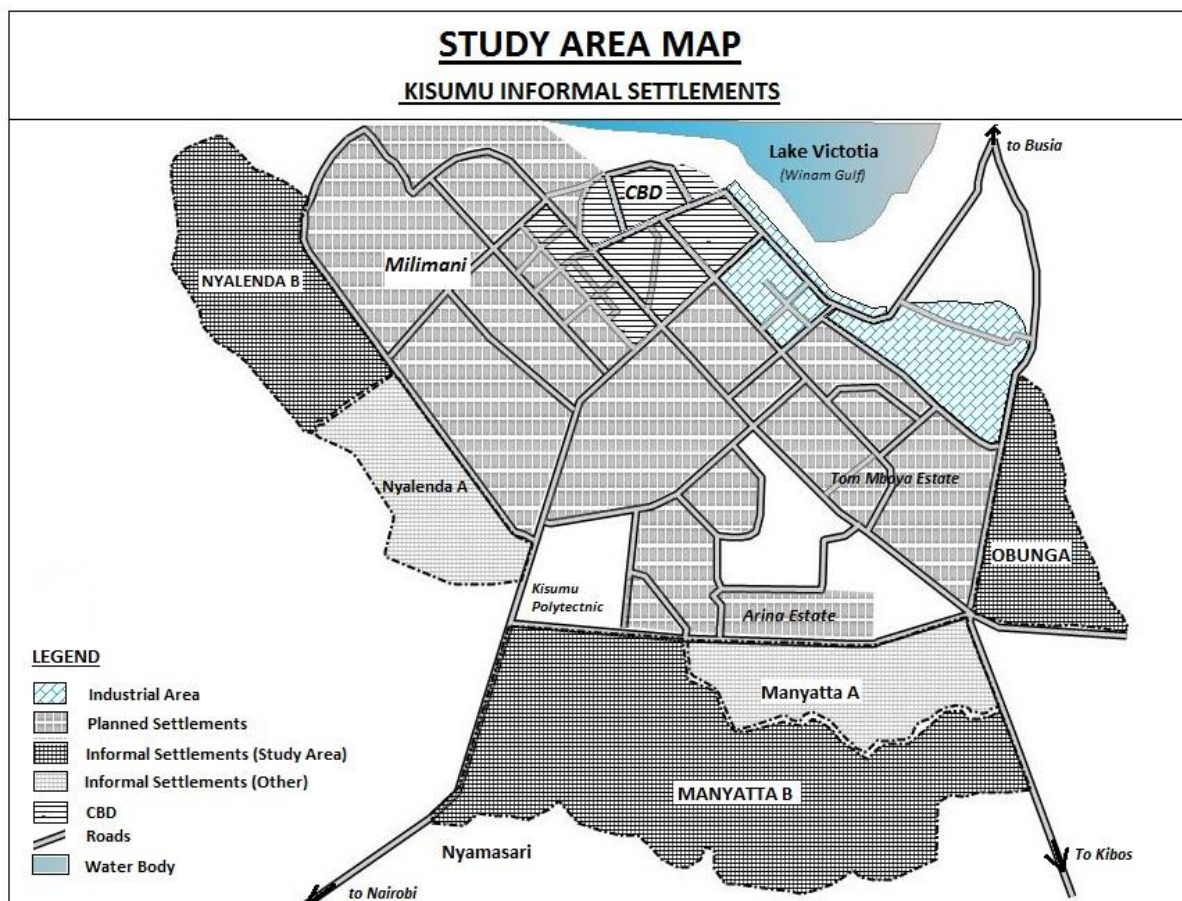 STUDY AREA MAP
KISUMU INFORMAL SETTLEMENTS
to Busia
Lake Victotia
(Winam Gulf)
CBD
Milimani
NYALENDA B
Nyalenda A
Tom Mboya Estate
OBUNGA
Kisumu
Polytectnic
Arina Estate
Manyatta A
MANYATTA B
Nyamasari
To Kibos
to Nairobi
LEGEND
Industrial Area
Planned Settlements
Informal Settlements (Study Area)
Informal Settlements (Other)
CBD
Roads
Water Body